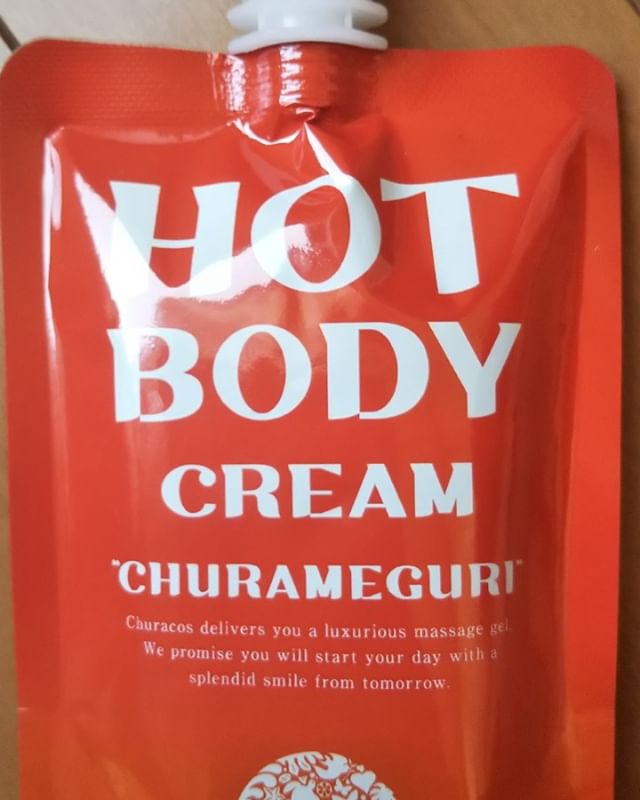 HOT
BODY
CREAM
"CHURAMEGURI"
Churacos delivers you a luxurious massage gel.
We promise you will start your day with a
splendid smile from tomorrow.